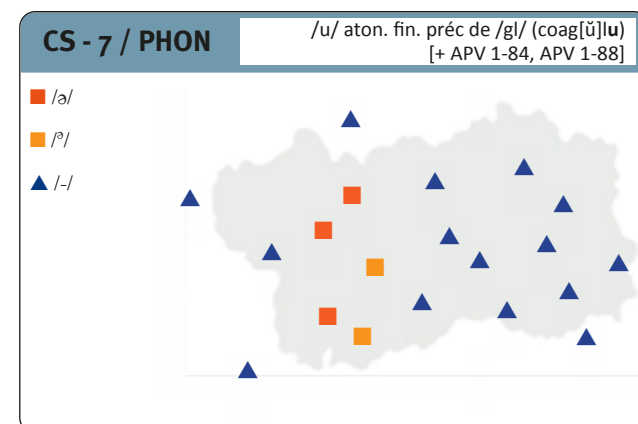 CS - 7 / PHON
/u/ aton. fin. préc de /gl/ (coag[ŭ]lu)
[+ APV 1-84, APV 1-88]
/ə/
/ᵊ/
/-/